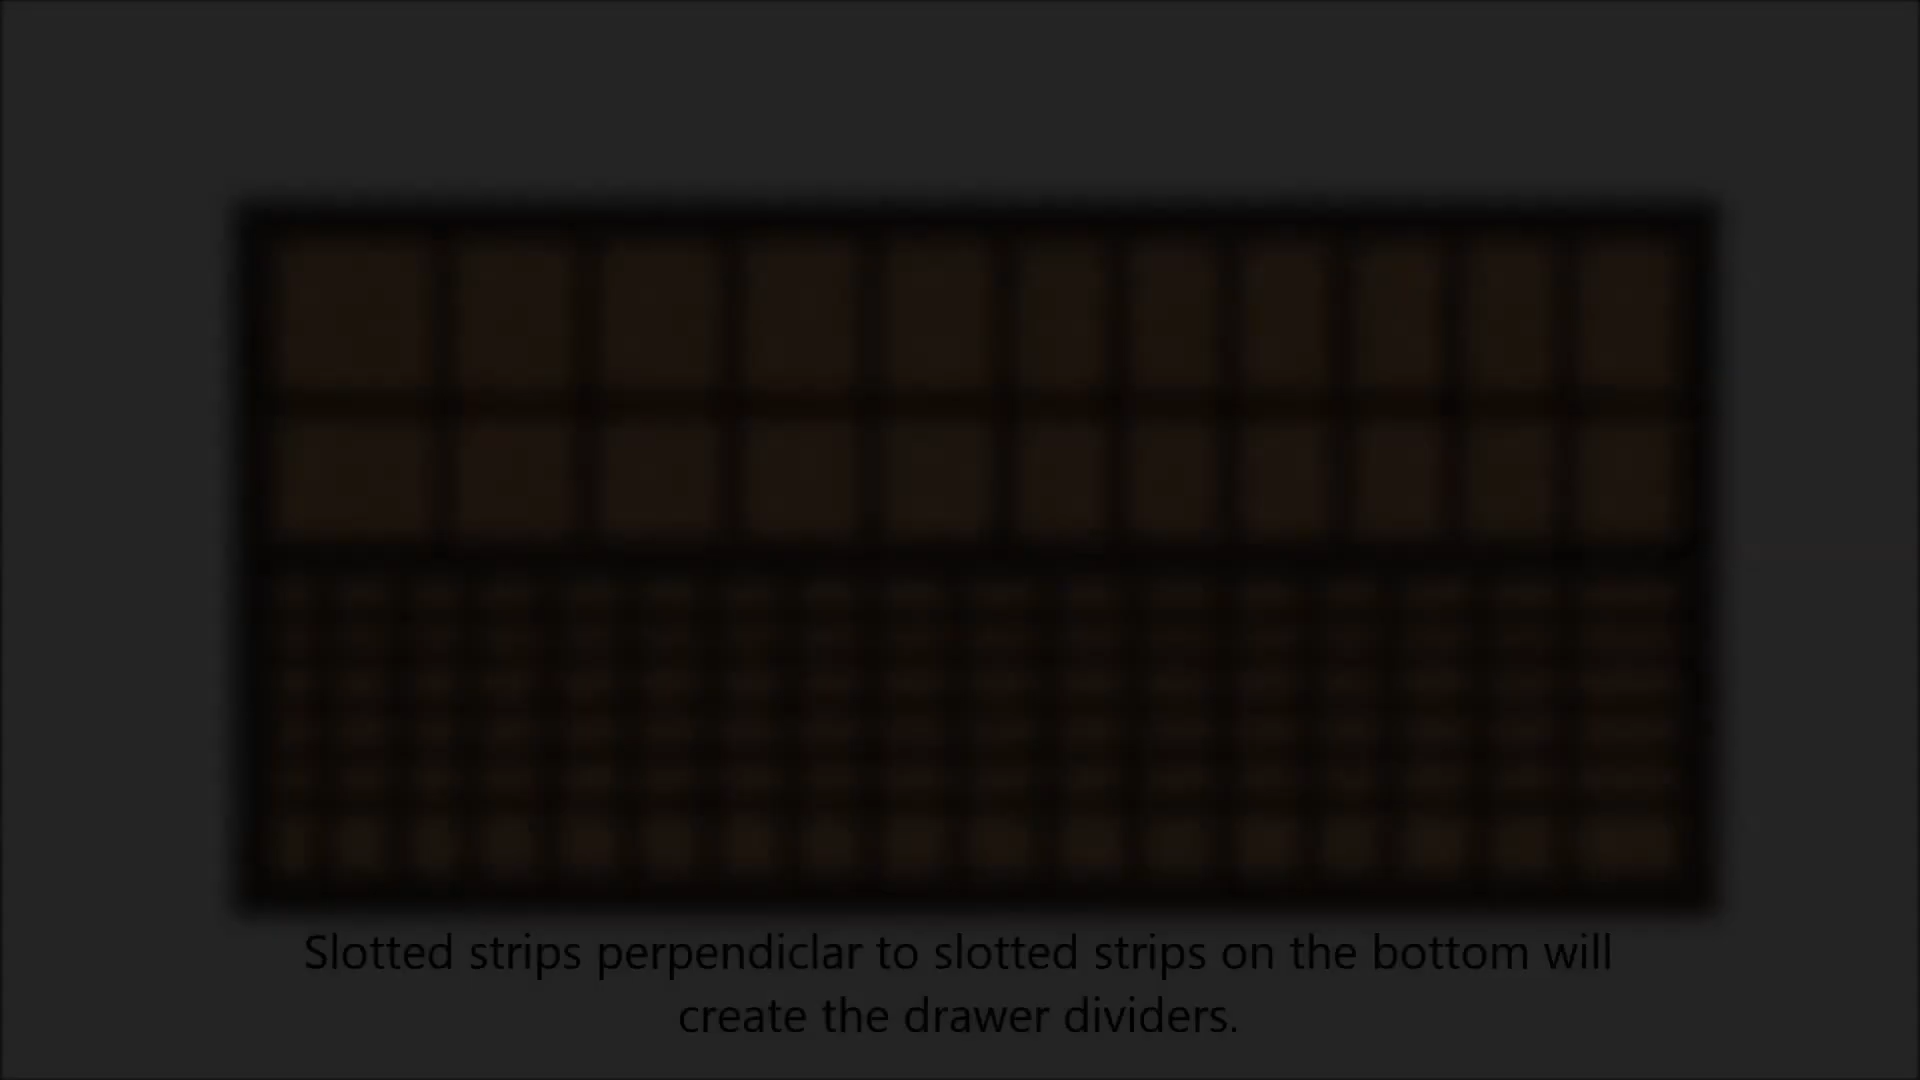 Slotted strips perpendiclar to slotted strips on the bottom will
create the drawer dividers.